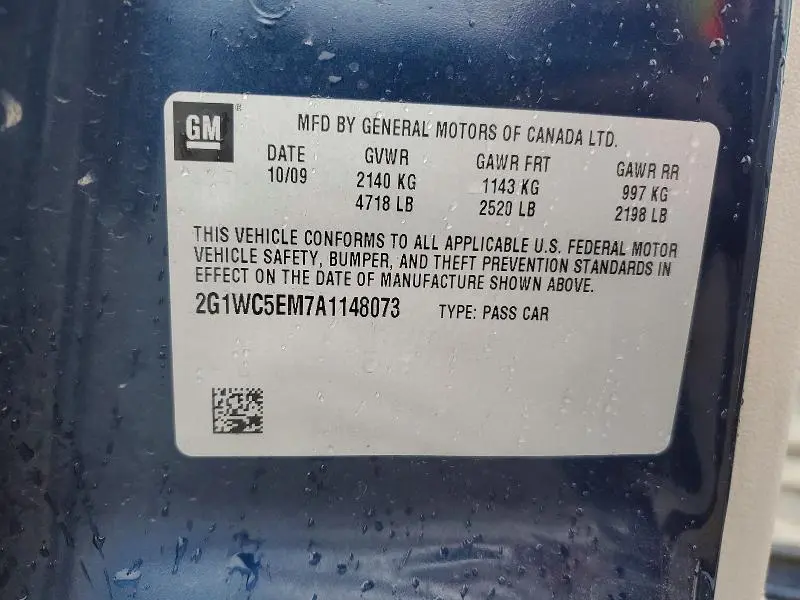 GM®
MFD BY GENERAL MOTORS OF CANADA LTD.
DATE GVWR GAWR FRT GAWR RR
10/09 2140 KG 1143 KG 997 KG
4718 LB 2520 LB 2198 LB
THIS VEHICLE CONFORMS TO ALL APPLICABLE U.S. FEDERAL MOTOR
VEHICLE SAFETY, BUMPER, AND THEFT PREVENTION STANDARDS IN
EFFECT ON THE DATE OF MANUFACTURE SHOWN ABOVE.
2G1WC5EM7A1148073 TYPE: PASS CAR